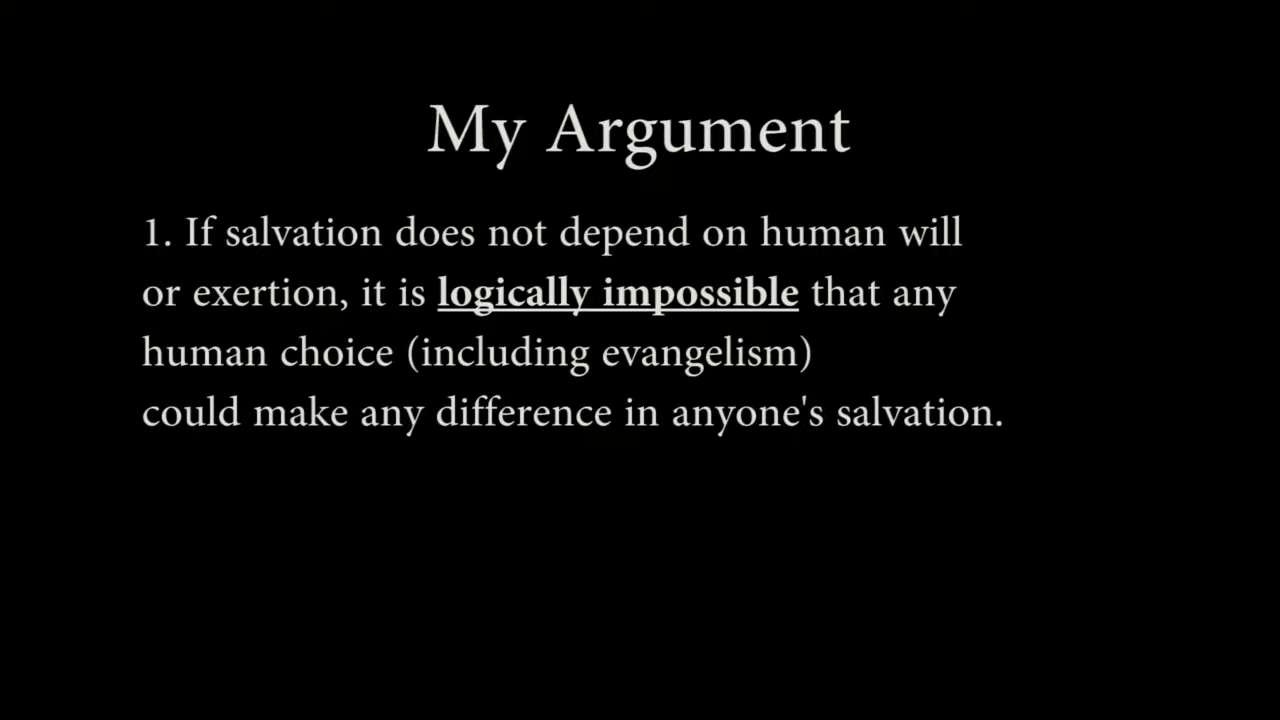 My Argument
1. If salvation does not depend on human will
or exertion, it is logically impossible that any
human choice (including evangelism)
could make any difference in anyone's salvation.